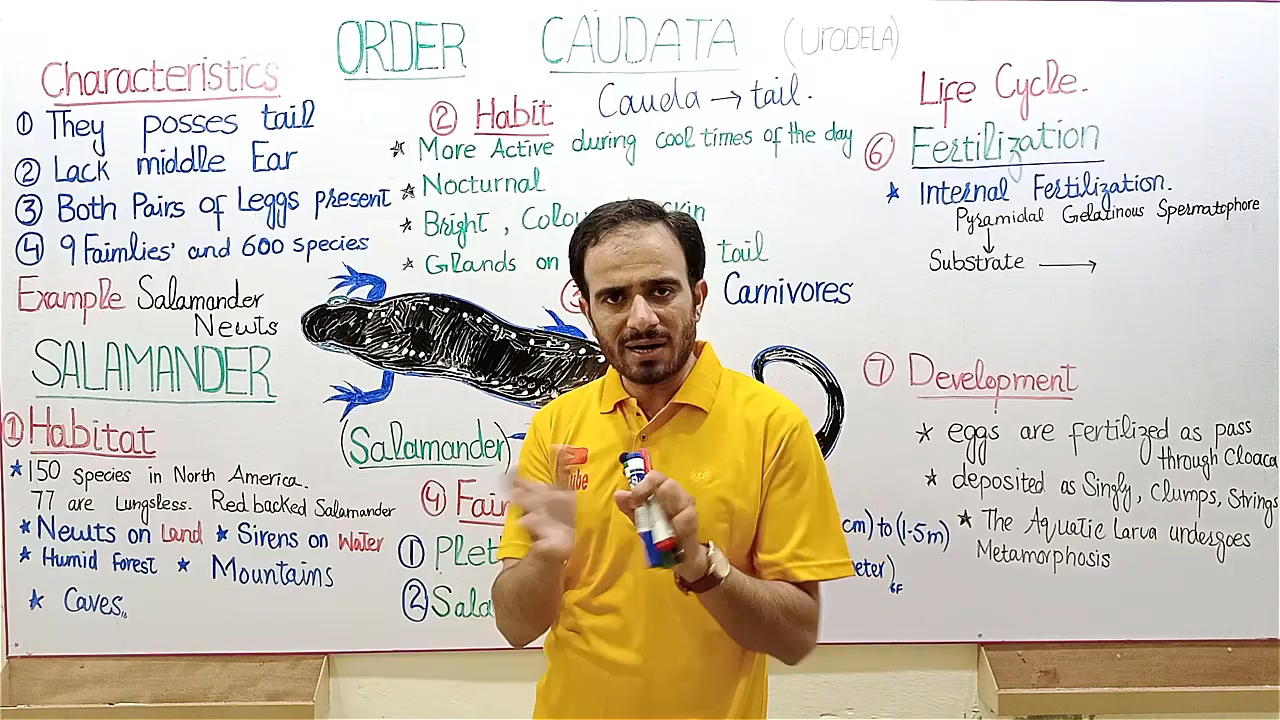 ORDER CAUDATA (UrODELA)
Cauda → tail.
Characteristics
① They posses tail
② Lack middle Ear
③ Both Pairs of Leggs present
④ 9 Faimlies' and 600 species
Example Salamander
Newts
SALAMANDER
① Habitat
★ 150 species in North America.
77 are Lungsless. Red backed Salamander
★ Newts on Land ★ Sirens on Water
★ Humid Forest ★ Mountains
★ Caves
② Habit
★ More Active during cool times of the day
★ Nocturnal
★ Bright,
★ Glands on tail
Carnivores
(Salamander)
④
①
②
cm) to (1-5m)
Life Cycle.
⑥ Fertilization
★ Internal Fertilization.
Pyramidal Gelatinous Spermatophore
↓
Substrate →
⑦ Development
★ eggs are fertilized as pass
through Cloaca
★ deposited as Singly, Clumps, Strings
★ The Aquatic Larva undergoes
Metamorphosis